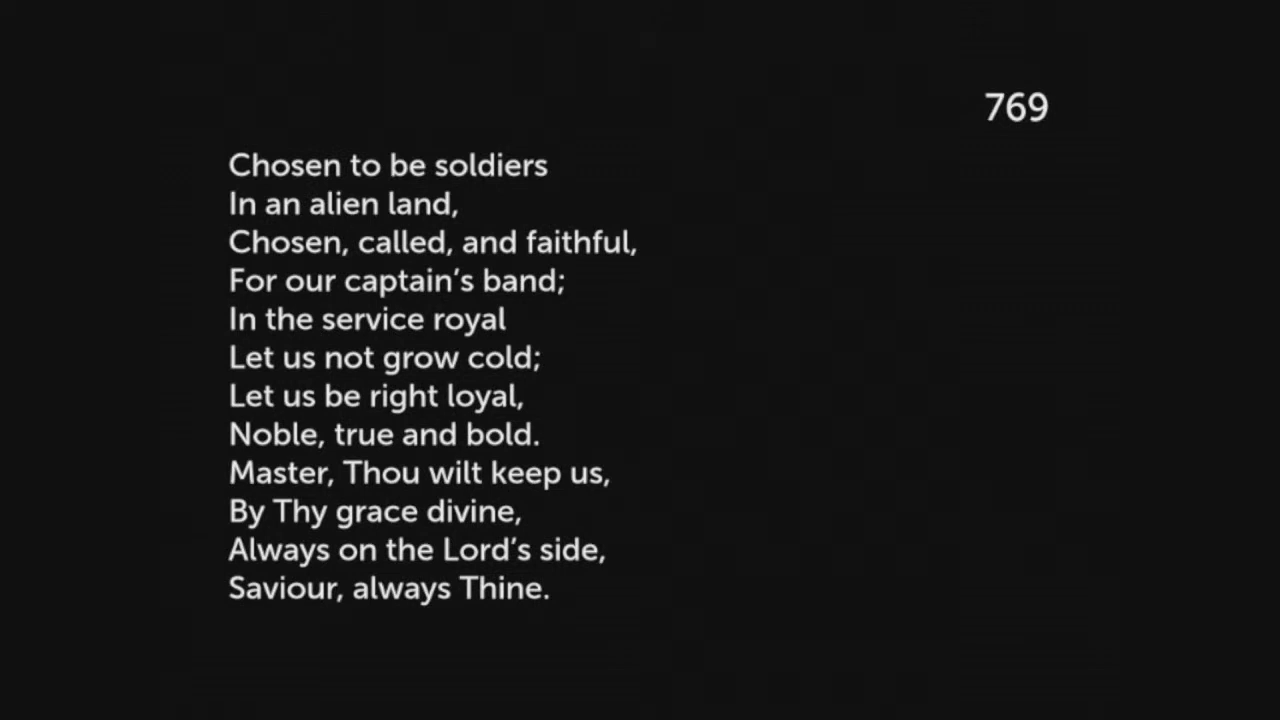 769
Chosen to be soldiers
In an alien land,
Chosen, called, and faithful,
For our captain's band;
In the service royal
Let us not grow cold;
Let us be right loyal,
Noble, true and bold.
Master, Thou wilt keep us,
By Thy grace divine,
Always on the Lord's side,
Saviour, always Thine.